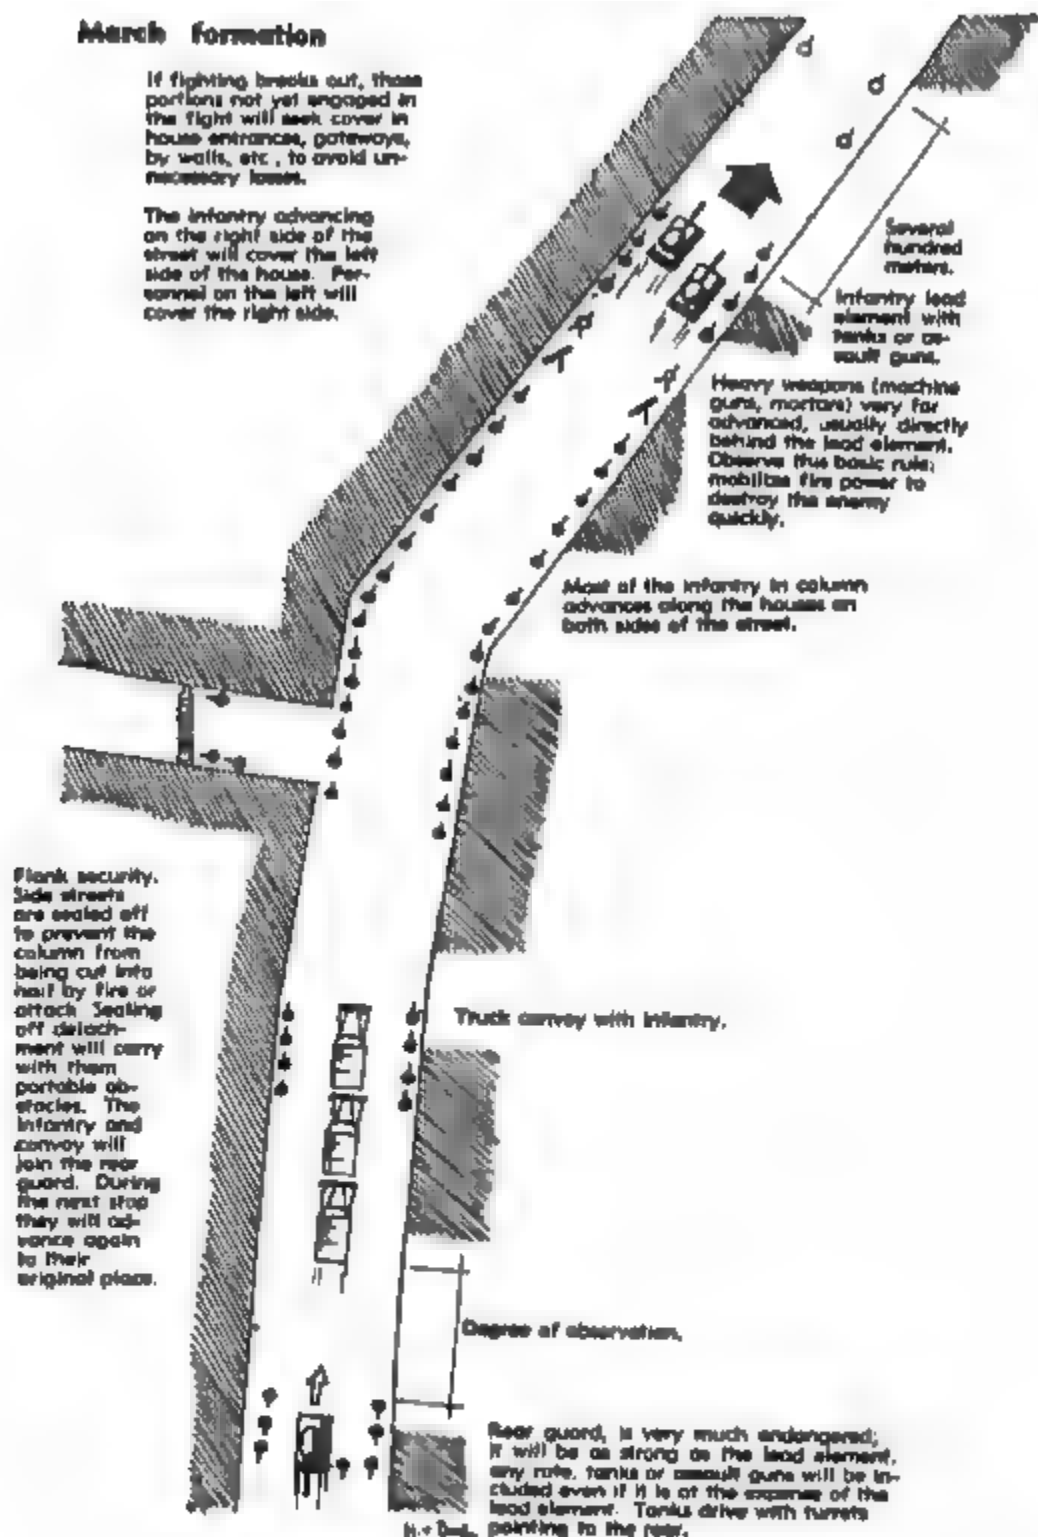 March formation
If fighting breaks out, those
portions not yet engaged in
the fight will seek cover in
house entrances, gateways,
by walls, etc., to avoid un-
necessary losses.
The infantry advancing
on the right side of the
street will cover the left
side of the house. Per-
sonnel on the left will
cover the right side.
Several
hundred
meters.
Infantry lead
element with
tanks or as-
sault guns.
Heavy weapons (machine
guns, mortars) very far
advanced, usually directly
behind the lead element.
Observe this basic rule:
mobilize fire power to
destroy the enemy
quickly.
Most of the infantry in column
advances along the houses on
both sides of the street.
Flank security.
Side streets
are sealed off
to prevent the
column from
being cut into
half by fire or
attack. Sealing
off detach-
ment will carry
with them
portable ob-
stacles. The
infantry and
convoy will
join the rear
guard. During
the next stop
they will ad-
vance again
to their
original place.
Truck convoy with infantry.
Degree of observation.
Rear guard, is very much endangered;
it will be as strong as the lead element,
any rate, tanks or assault guns will be in-
cluded even if it is at the expense of the
lead element. Tanks drive with turrets
pointing to the rear.